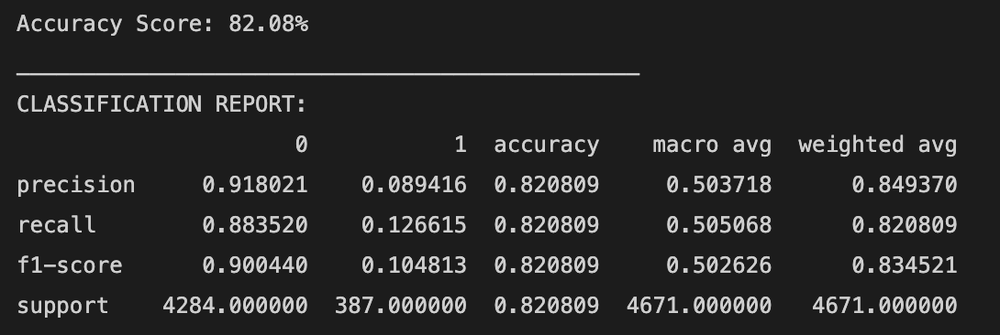 Accuracy Score: 82.08%
_______________________________________________
CLASSIFICATION REPORT:
0 1 accuracy macro avg weighted avg
precision 0.918021 0.089416 0.820809 0.503718 0.849370
recall 0.883520 0.126615 0.820809 0.505068 0.820809
f1-score 0.900440 0.104813 0.820809 0.502626 0.834521
support 4284.000000 387.000000 0.820809 4671.000000 4671.000000